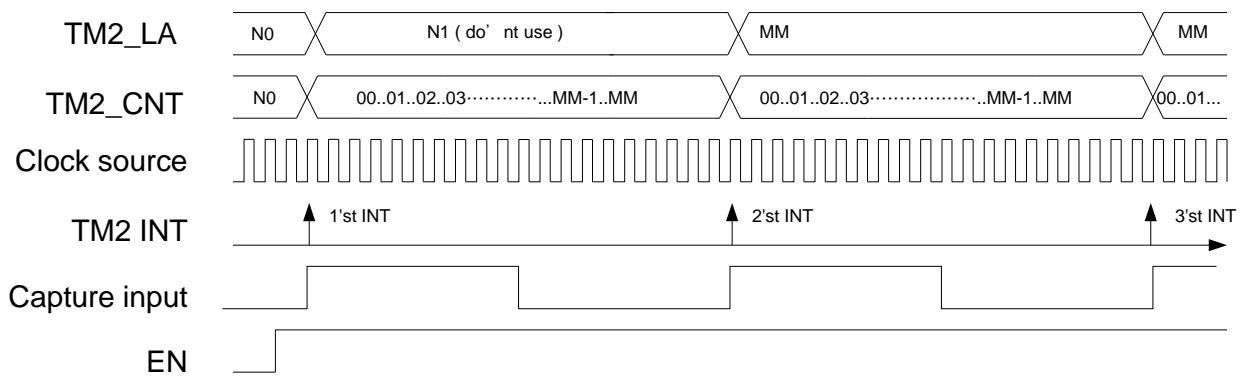 TM2_LA N0 N1 ( do’ nt use ) MM MM
TM2_CNT N0 00..01..02..03·············...MM-1..MM 00..01..02..03··················..MM-1..MM 00..01...
Clock source
TM2 INT 1'st INT 2'st INT 3'st INT
Capture input
EN